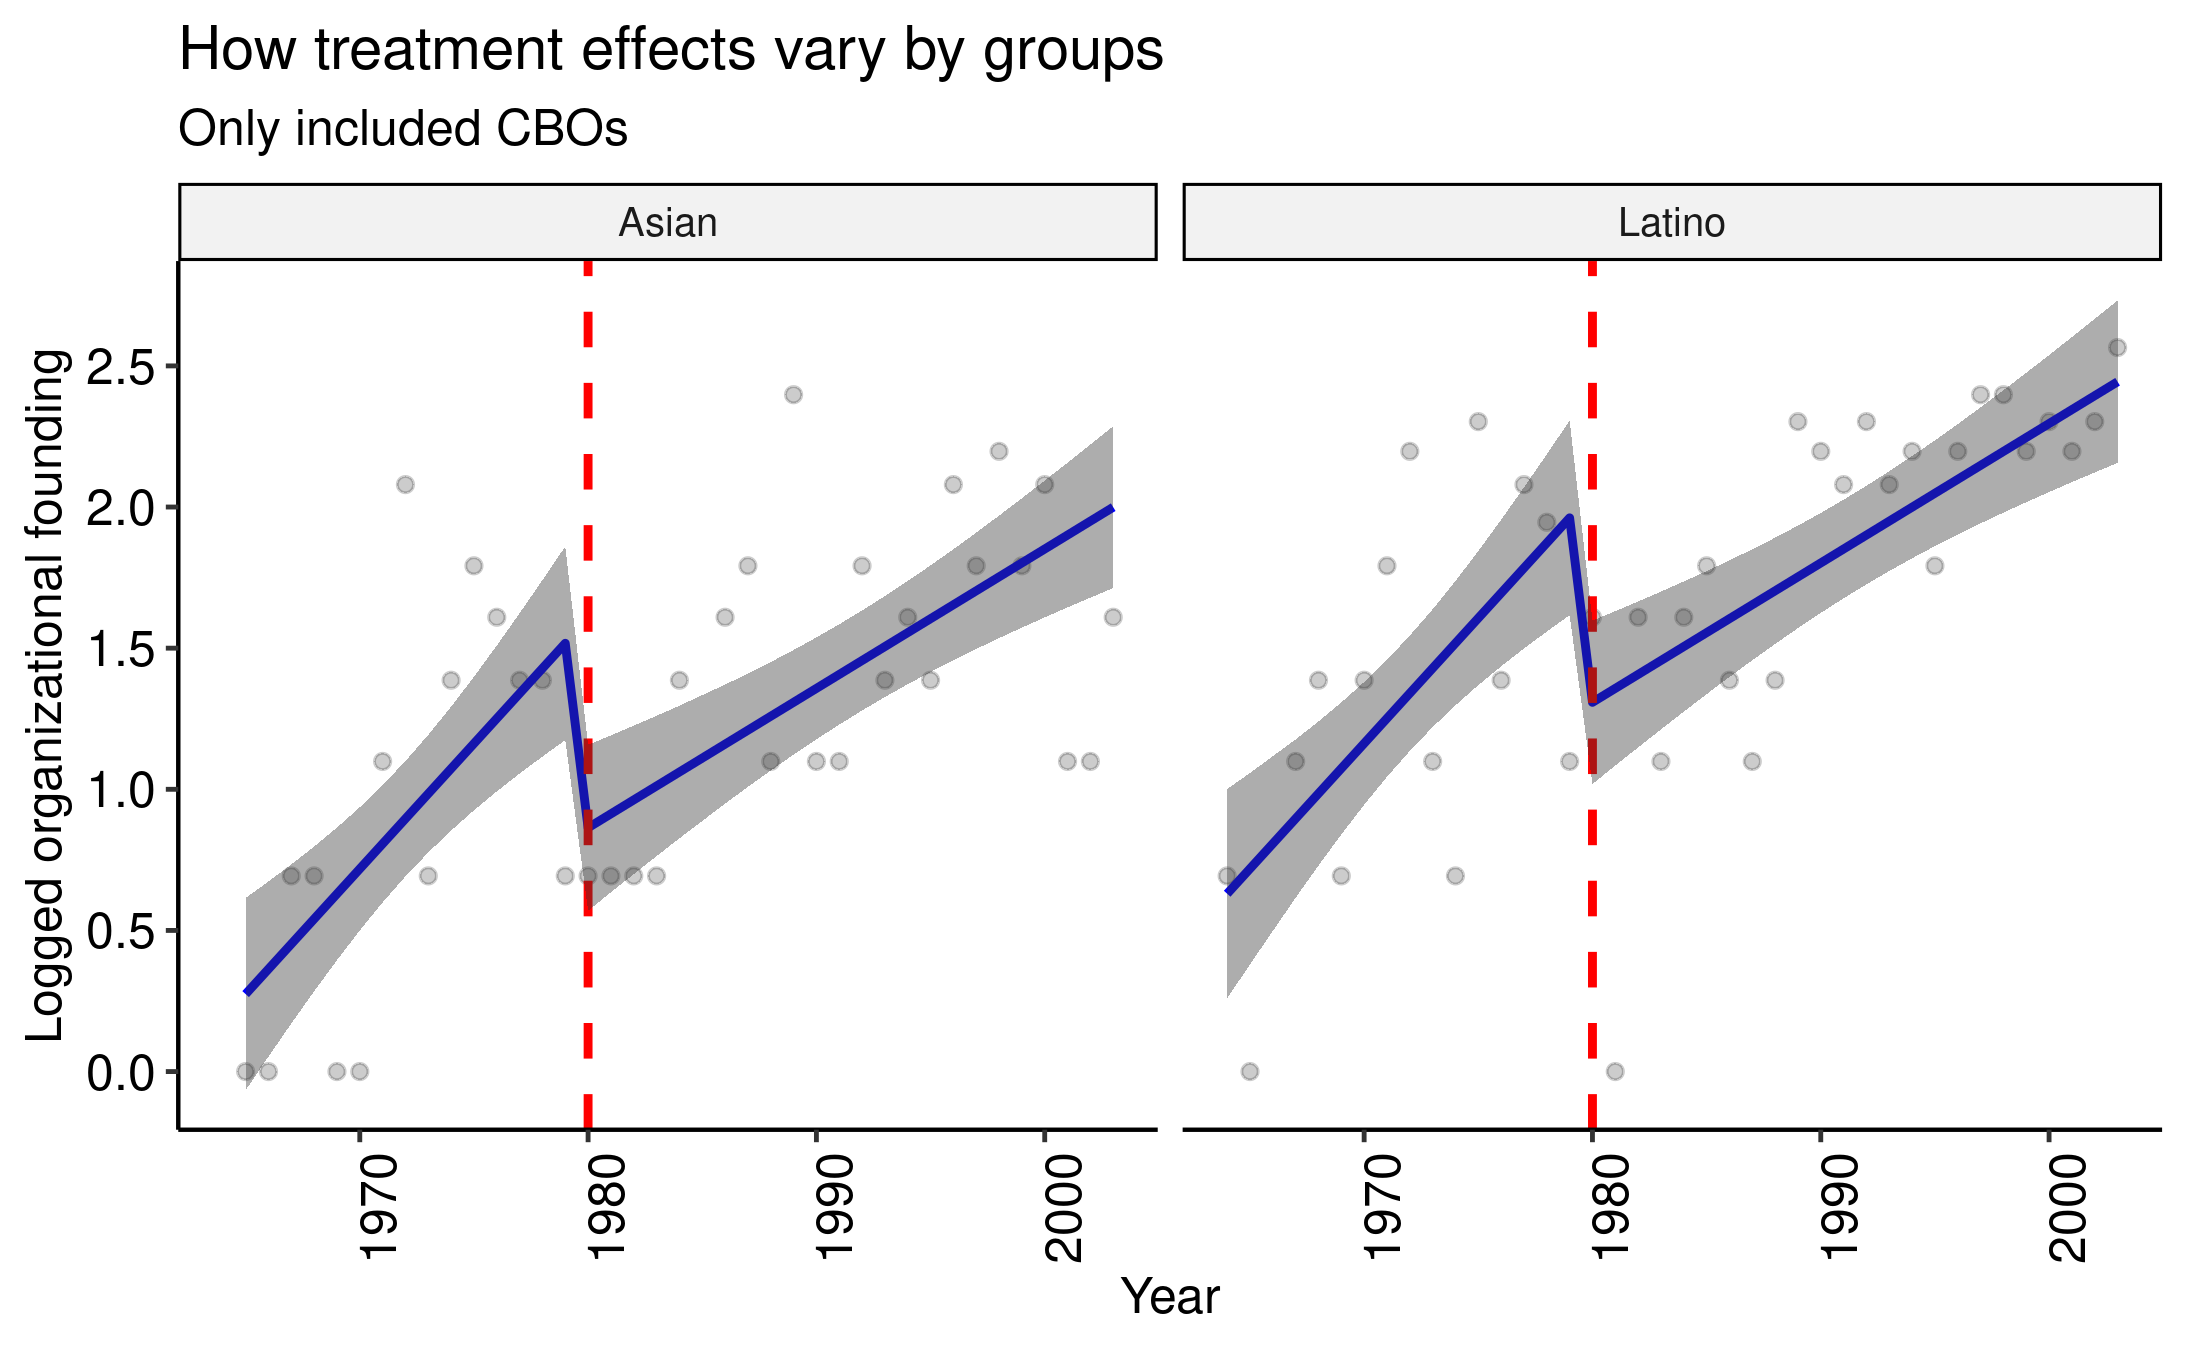 How treatment effects vary by groups
Only included CBOs
Asian
Latino
Logged organizational founding
2.5
2.0
1.5
1.0
0.5
0.0
1970
1980
1990
2000
1970
1980
1990
2000
Year